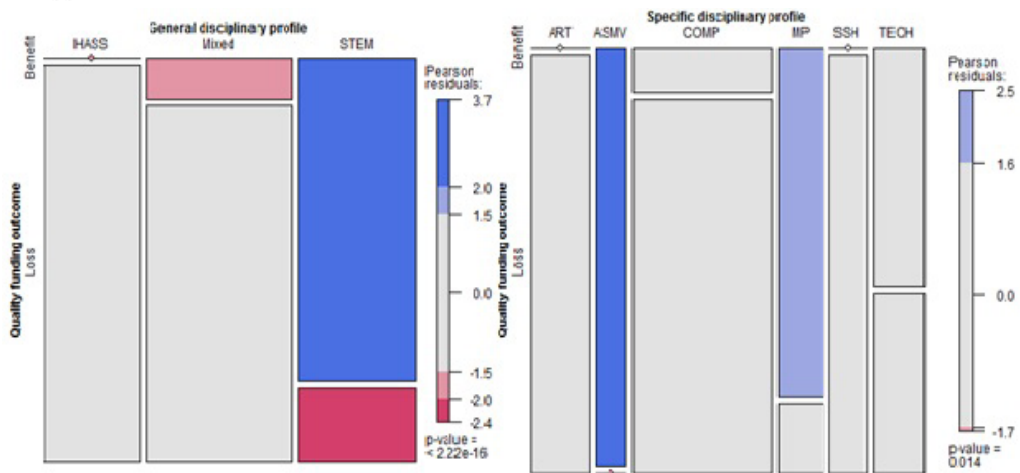 General disciplinary profile
IHASS Mixed STEM
Benefit
Loss
Quality funding outcome
Pearson
residuals:
3.7
2.0
1.5
0.0
-1.5
-2.0
-2.4
p-value =
< 2.22e-16
Specific disciplinary profile
ART ASMV COMP MP SSH TECH
Benefit
Loss
Quality funding outcome
Pearson
residuals:
2.5
1.6
0.0
-1.7
p-value =
0.014